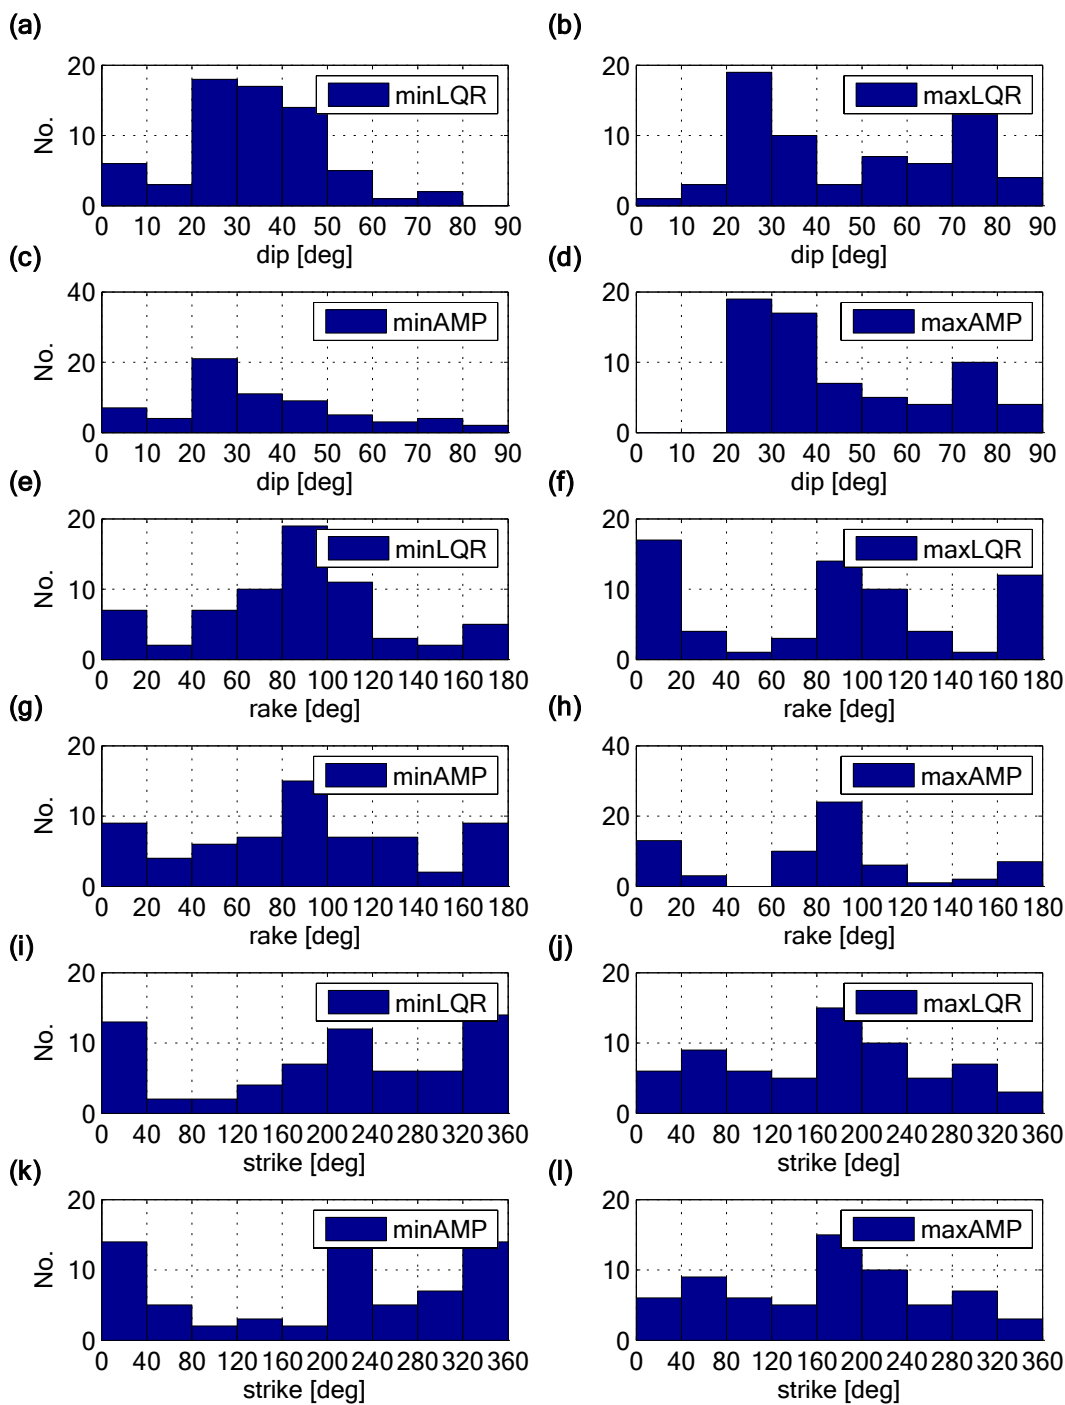 (a) (b)
20 minLQR 20 maxLQR
No. 10 10
0 0
0 10 20 30 40 50 60 70 80 90 0 10 20 30 40 50 60 70 80 90
dip [deg] dip [deg]
(c) (d)
40 minAMP 20 maxAMP
No. 20 10
0 0
0 10 20 30 40 50 60 70 80 90 0 10 20 30 40 50 60 70 80 90
dip [deg] dip [deg]
(e) (f)
20 minLQR 20 maxLQR
No. 10 10
0 0
0 20 40 60 80 100 120 140 160 180 0 20 40 60 80 100 120 140 160 180
rake [deg] rake [deg]
(g) (h)
20 minAMP 40 maxAMP
No. 10 20
0 0
0 20 40 60 80 100 120 140 160 180 0 20 40 60 80 100 120 140 160 180
rake [deg] rake [deg]
(i) (j)
20 minLQR 20 maxLQR
No. 10 10
0 0
0 40 80 120 160 200 240 280 320 360 0 40 80 120 160 200 240 280 320 360
strike [deg] strike [deg]
(k) (l)
20 minAMP 20 maxAMP
No. 10 10
0 0
0 40 80 120 160 200 240 280 320 360 0 40 80 120 160 200 240 280 320 360
strike [deg] strike [deg]